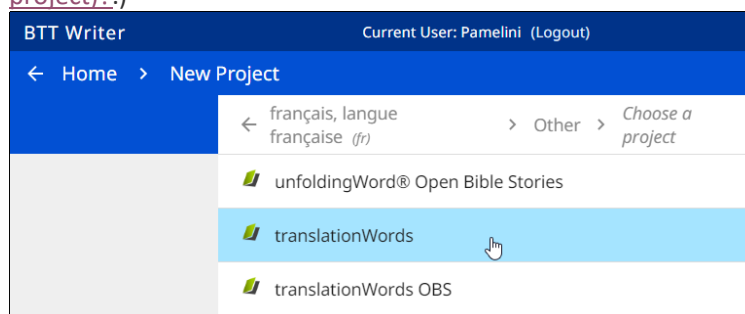 project)?.)
BTT Writer Current User: Pamelini (Logout)
← Home > New Project
← français, langue française (fr) > Other > Choose a project
unfoldingWord® Open Bible Stories
translationWords
translationWords OBS